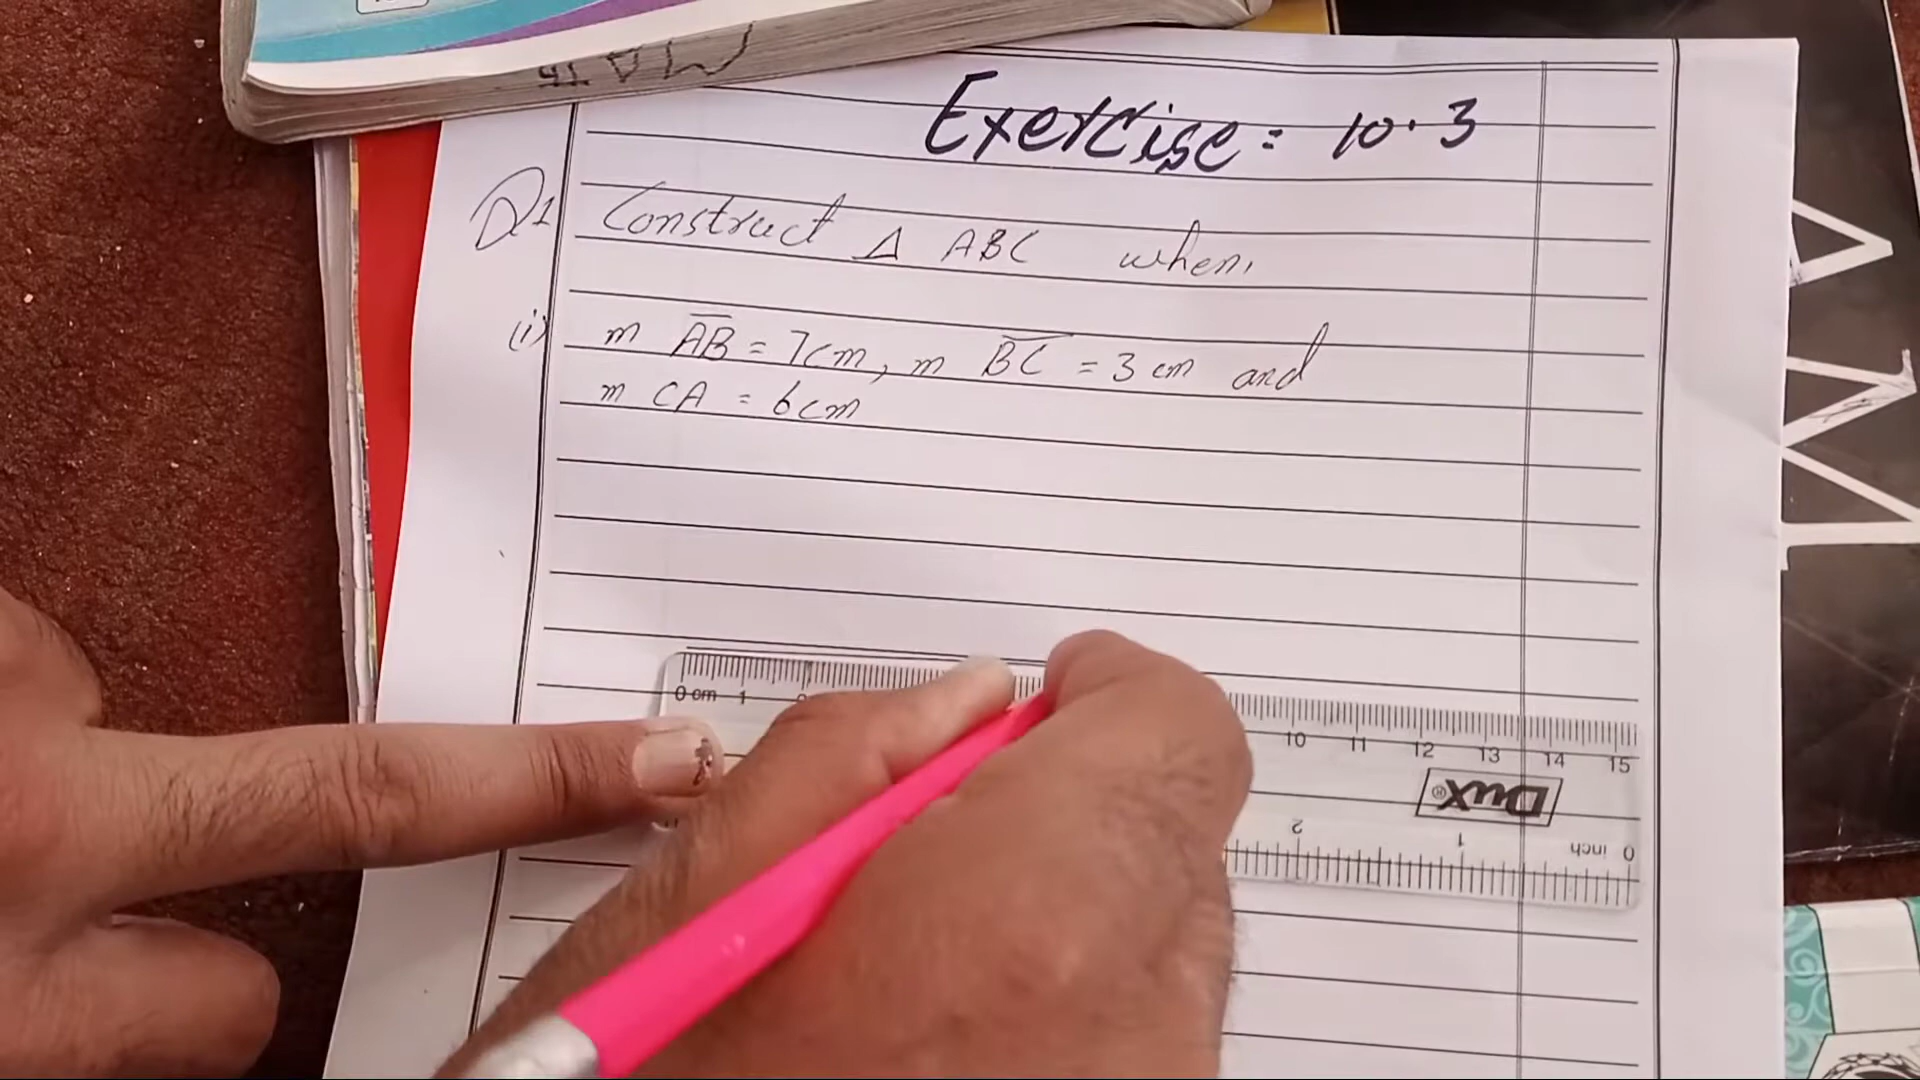 MATH
Exercise = 10.3
Q1 Construct Δ ABC when,
(i) m AB = 7cm, m BC = 3 cm and
m CA = 6cm
0 cm 1 10 11 12 13 14 15
Dux®
2 1 0 inch